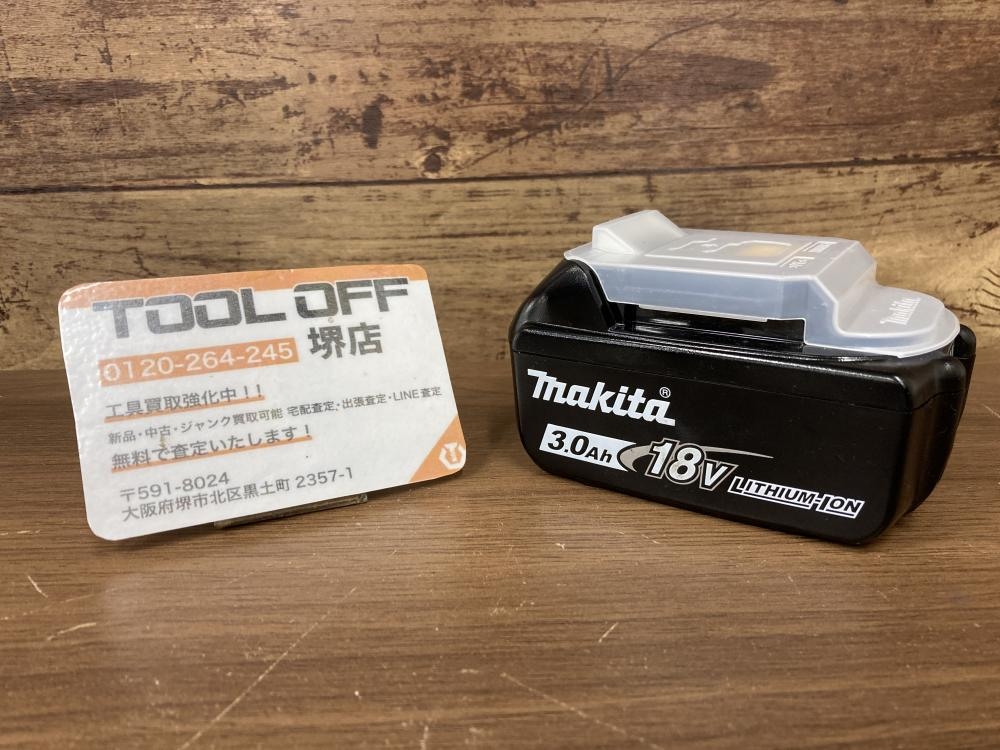 TOOL OFF
0120-264-245 堺店
工具買取強化中!!
新品・中古・ジャンク買取可能 宅配査定・出張査定・LINE査定
無料で査定いたします!
〒591-8024
大阪府堺市北区黒土町 2357-1
makita
makita®
3.0Ah 18V LITHIUM-ION